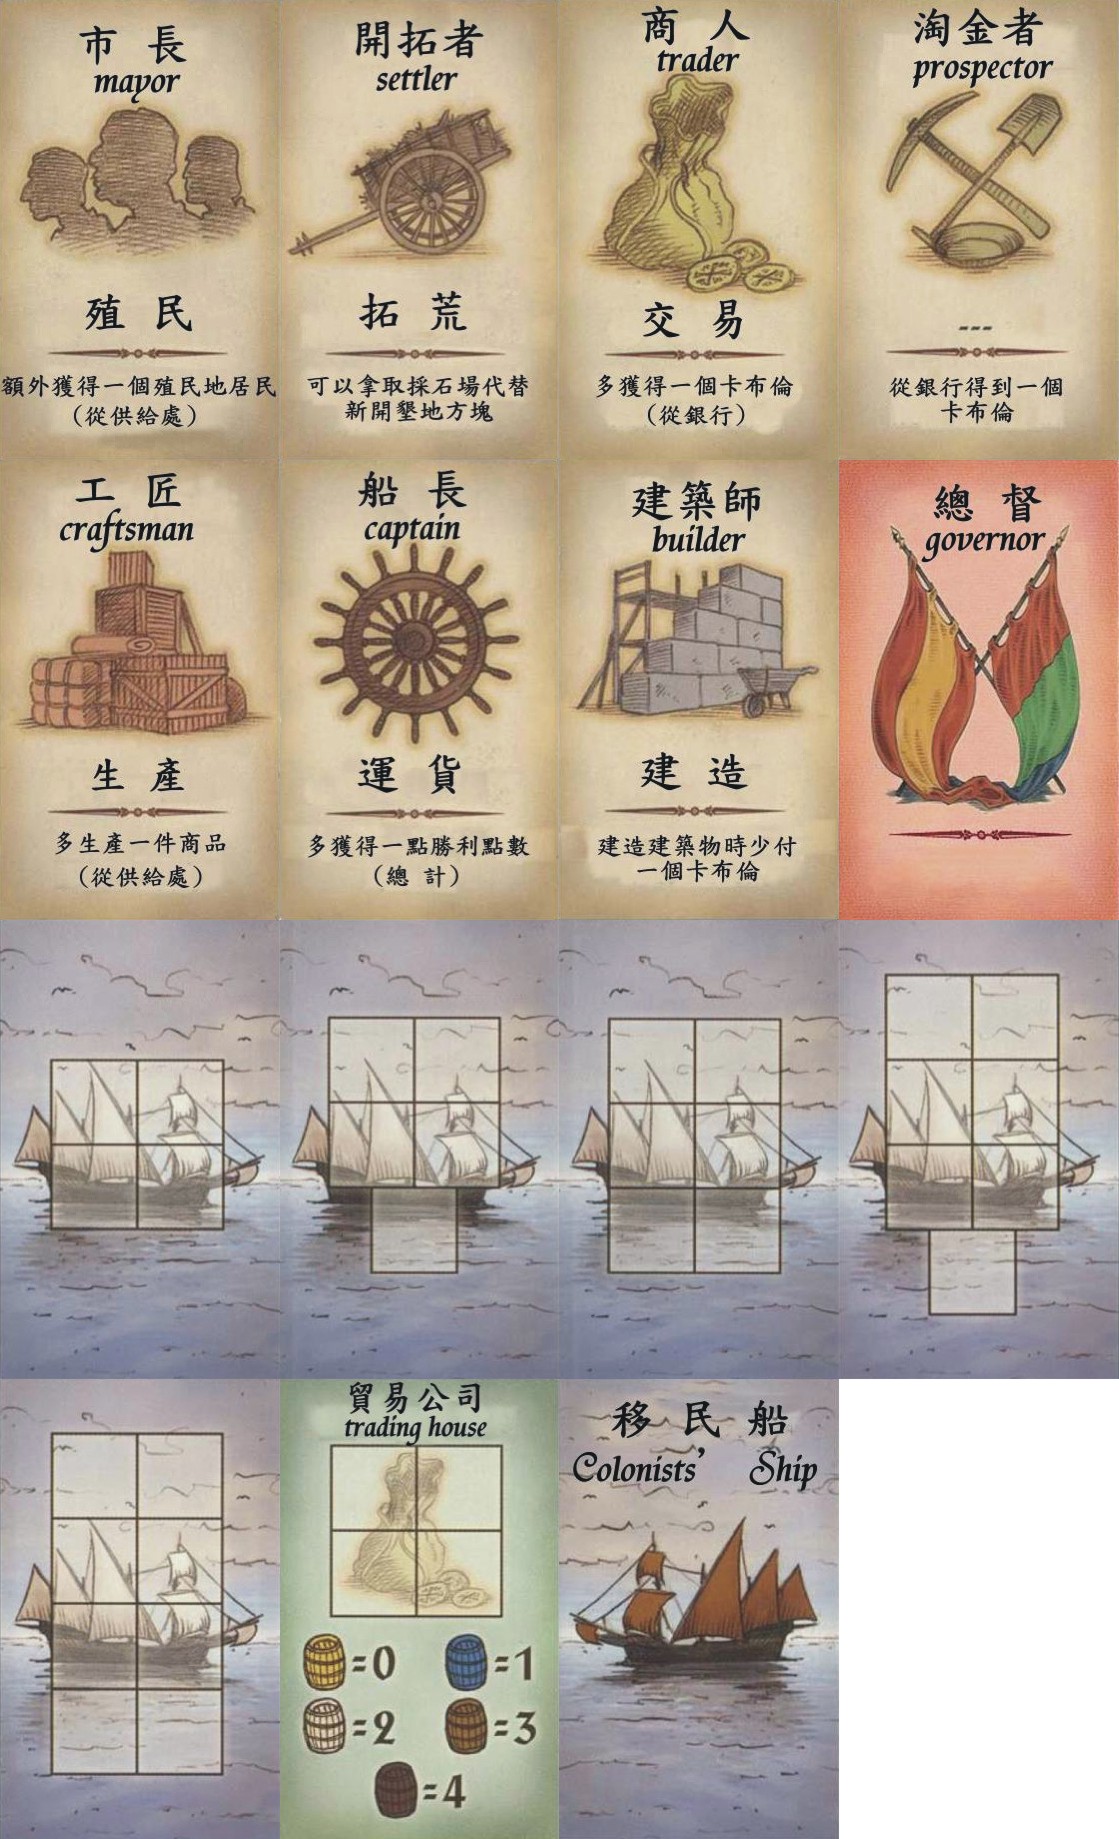 市 長
mayor
殖 民
額外獲得一個殖民地居民
(從供給處)
開拓者
settler
拓 荒
可以拿取採石場代替
新開墾地方塊
商 人
trader
交 易
多獲得一個卡布倫
(從銀行)
淘金者
prospector
---
從銀行得到一個
卡布倫
工 匠
craftsman
生 產
多生產一件商品
(從供給處)
船 長
captain
運 貨
多獲得一點勝利點數
(總 計)
建築師
builder
建 造
建造建築物時少付
一個卡布倫
總 督
governor
貿易公司
trading house
=0 =1
=2 =3
=4
移 民 船
Colonists' Ship